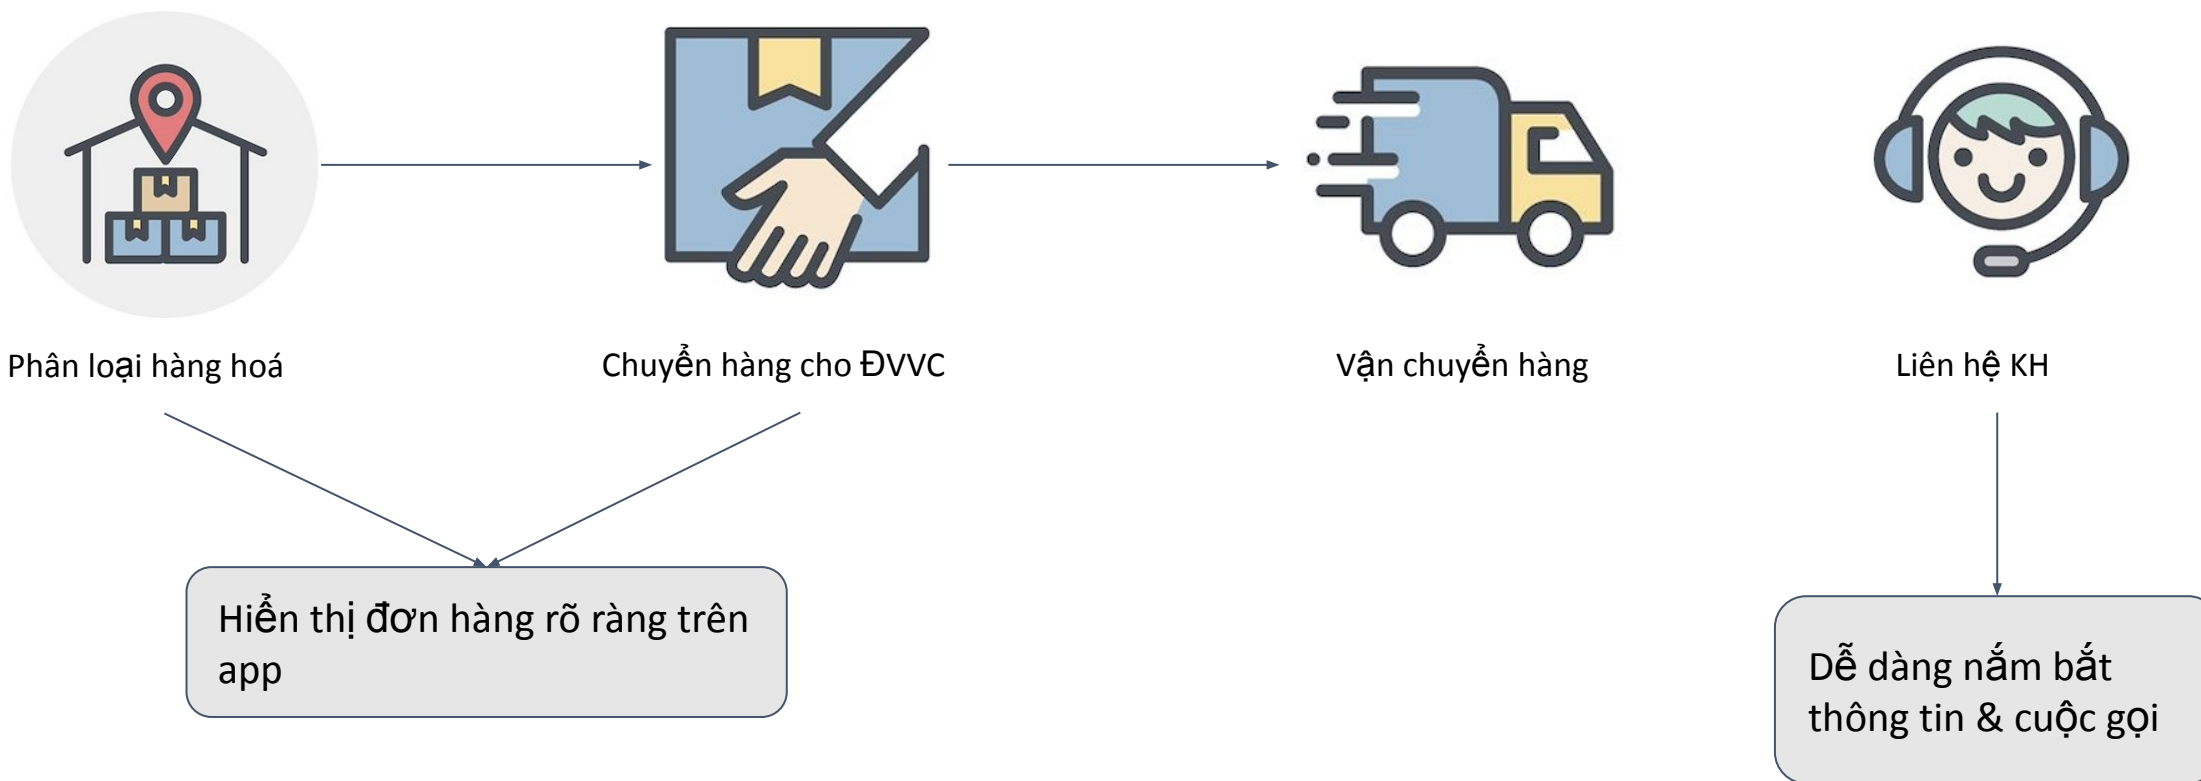 Phân loại hàng hoá
Chuyển hàng cho ĐVVC
Vận chuyển hàng
Liên hệ KH
Hiển thị đơn hàng rõ ràng trên
app
Dễ dàng nắm bắt
thông tin & cuộc gọi